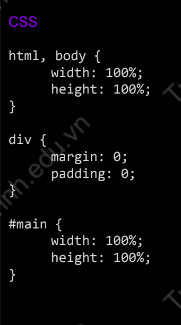 CSS
html, body {
width: 100%;
height: 100%;
}
div {
margin: 0;
padding: 0;
}
#main {
width: 100%;
height: 100%;
}